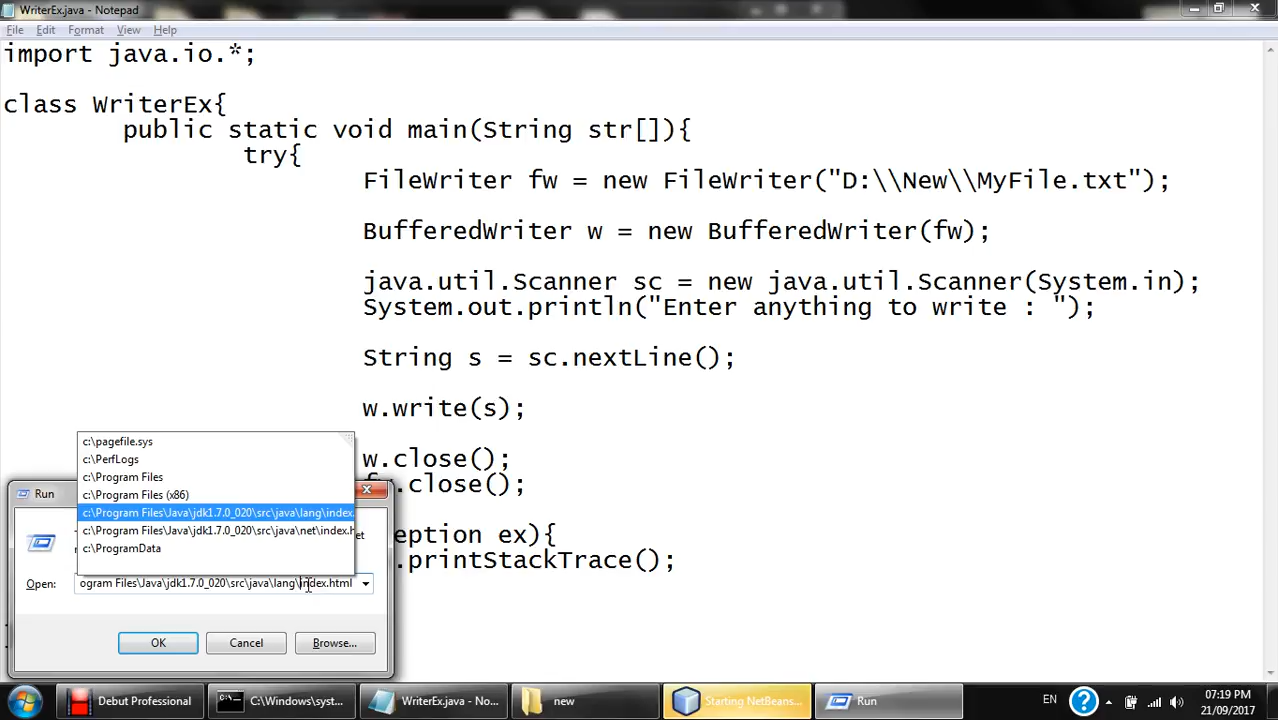 WriterEx.java - Notepad
File Edit Format View Help
import java.io.*;
class WriterEx{
public static void main(String str[]){
try{
FileWriter fw = new FileWriter("D:\\New\\MyFile.txt");
BufferedWriter w = new BufferedWriter(fw);
java.util.Scanner sc = new java.util.Scanner(System.in);
System.out.println("Enter anything to write : ");
String s = sc.nextLine();
w.write(s);
w.close();
.close();
eption ex){
.printStackTrace();
Run
c:\pagefile.sys
c:\PerfLogs
c:\Program Files
c:\Program Files (x86)
c:\Program Files\Java\jdk1.7.0_020\src\java\lang\index.
c:\Program Files\Java\jdk1.7.0_020\src\java\net\index.h
c:\ProgramData
et
Open: ogram Files\Java\jdk1.7.0_020\src\java\lang\index.html
OK Cancel Browse...
Debut Professional C:\Windows\syst... WriterEx.java - No... new Starting NetBeans... Run EN 07:19 PM
21/09/2017